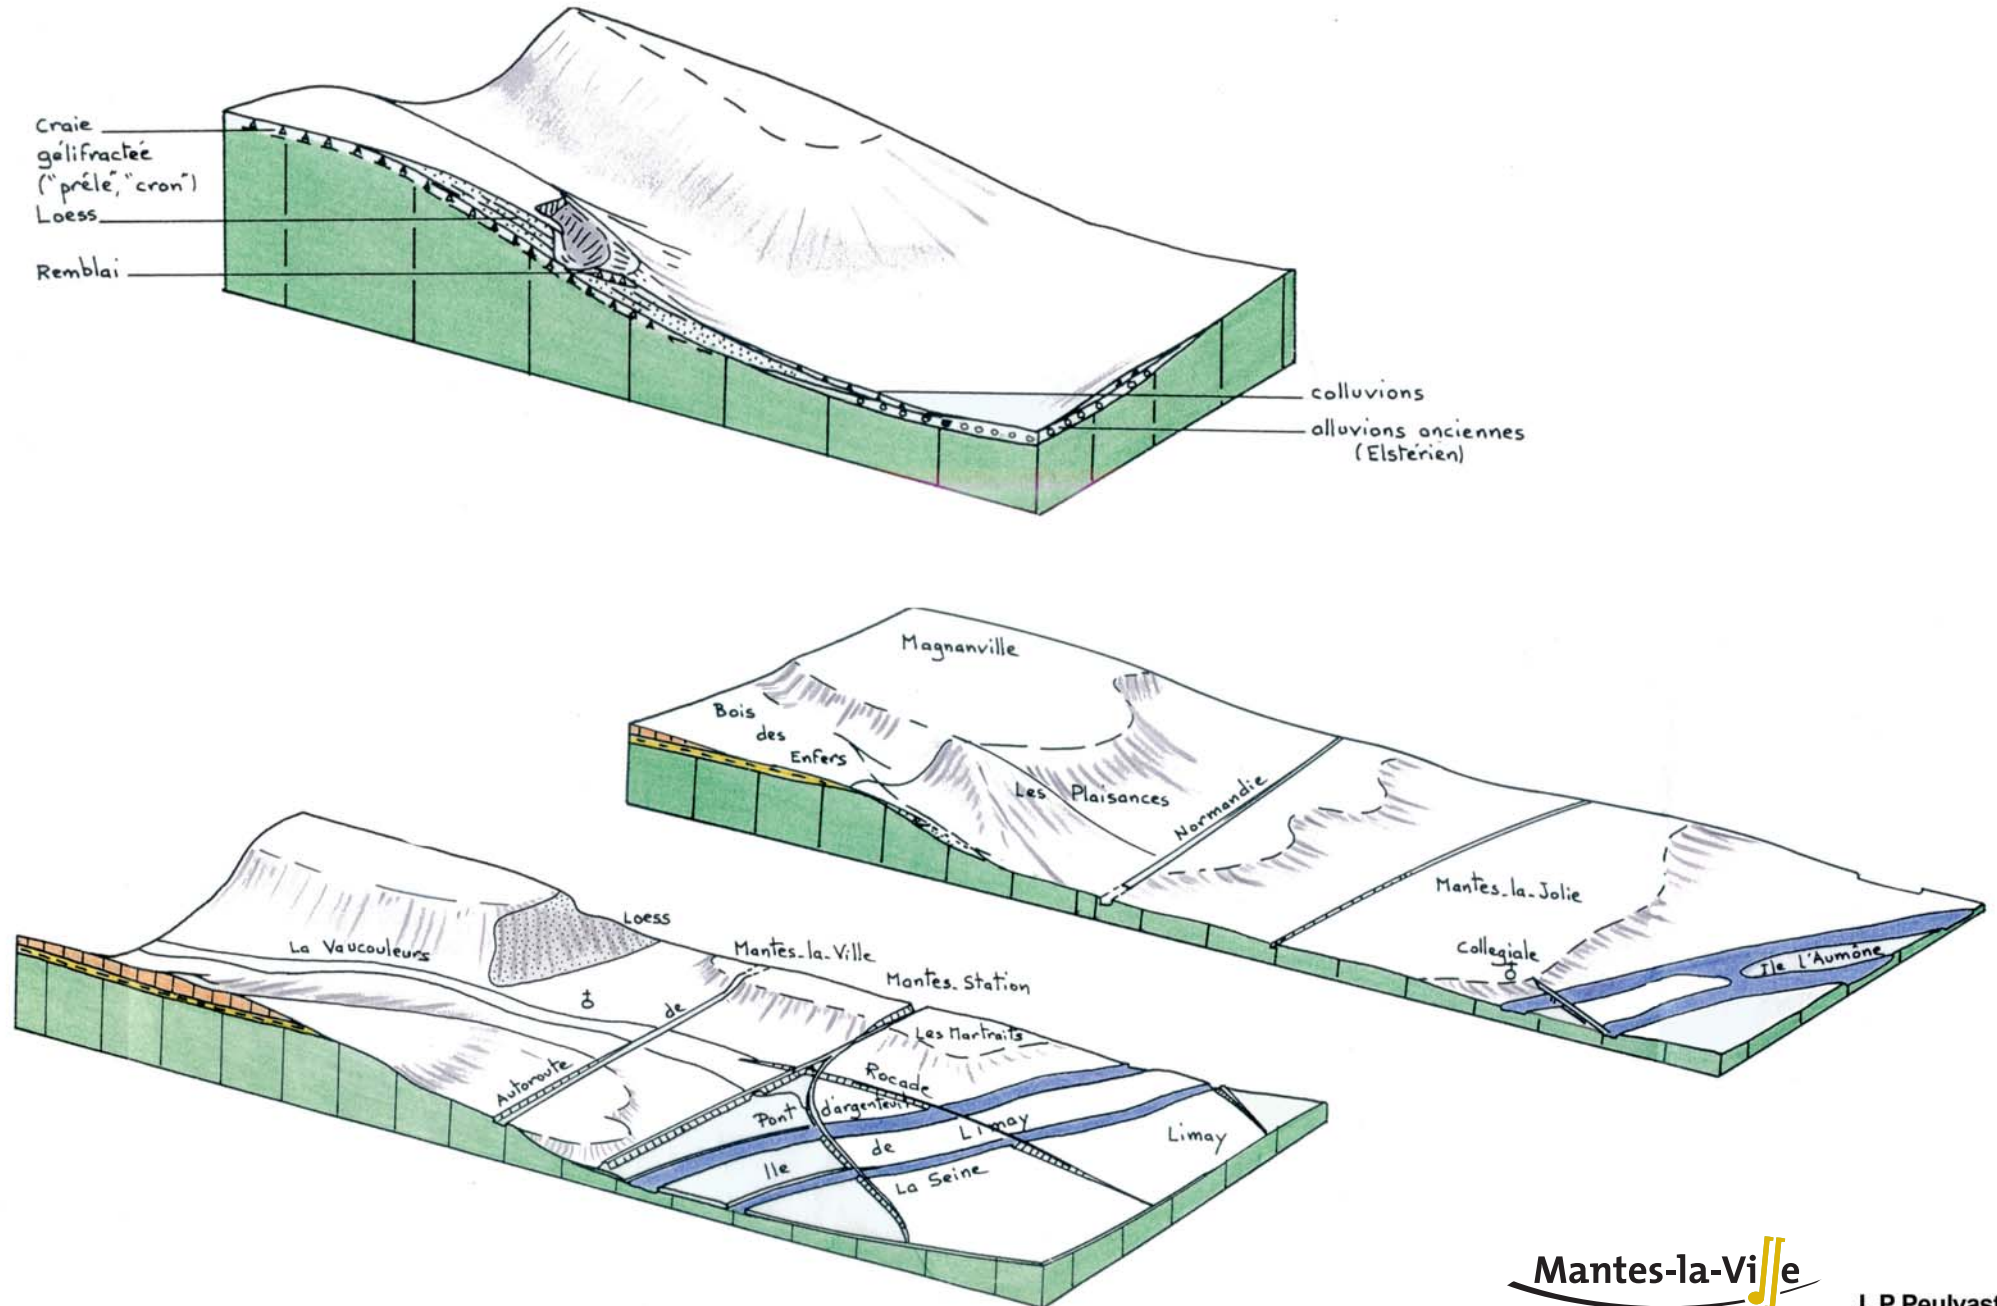 Craie
gélifractée
("prêle", "cron")
Loess
Remblai
colluvions
alluvions anciennes
(Elstérien)
Magnanville
Bois
des
Enfers
Les Plaisances
Normandie
Mantes-la-Jolie
Collegiale
Ile l'Aumône
Loess
La Vaucouleurs
Mantes-la-Ville
Mantes-Station
de
Autoroute
Les Martraits
Rocade
Pont d'argenteuil
Ile de Limay
Limay
La Seine
Mantes-la-Ville